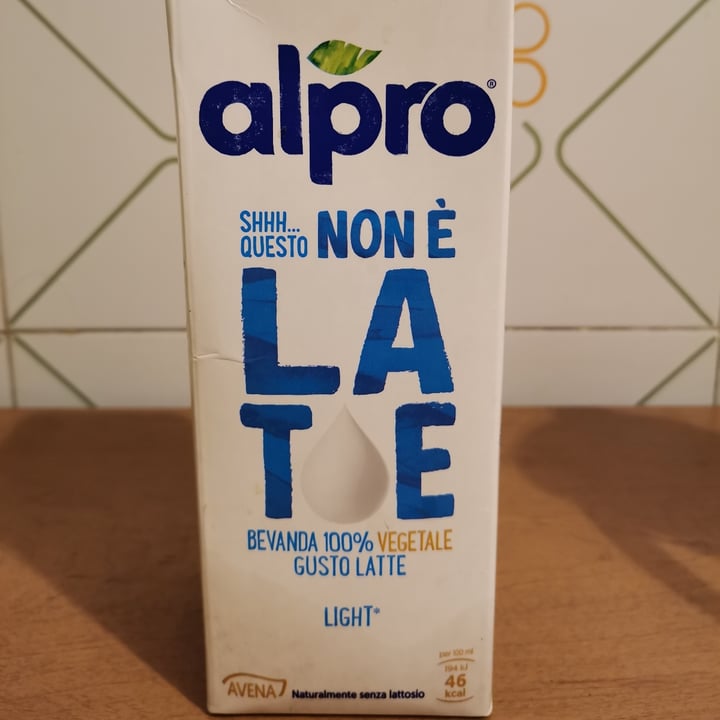 alpro®
SHHH...
QUESTO NON È
LA
T E
BEVANDA 100% VEGETALE
GUSTO LATTE
LIGHT*
per 100 ml
194 kJ
46
kcal
AVENA Naturalmente senza lattosio